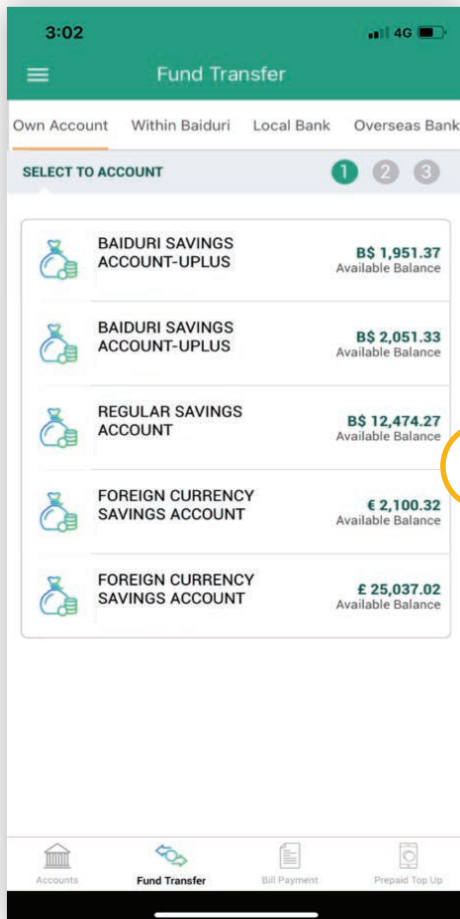 3:02
4G
Fund Transfer
Own Account Within Baiduri Local Bank Overseas Bank
SELECT TO ACCOUNT 1 2 3
BAIDURI SAVINGS
ACCOUNT-UPLUS
B$ 1,951.37
Available Balance
BAIDURI SAVINGS
ACCOUNT-UPLUS
B$ 2,051.33
Available Balance
REGULAR SAVINGS
ACCOUNT
B$ 12,474.27
Available Balance
FOREIGN CURRENCY
SAVINGS ACCOUNT
€ 2,100.32
Available Balance
FOREIGN CURRENCY
SAVINGS ACCOUNT
£ 25,037.02
Available Balance
Accounts Fund Transfer Bill Payment Prepaid Top Up